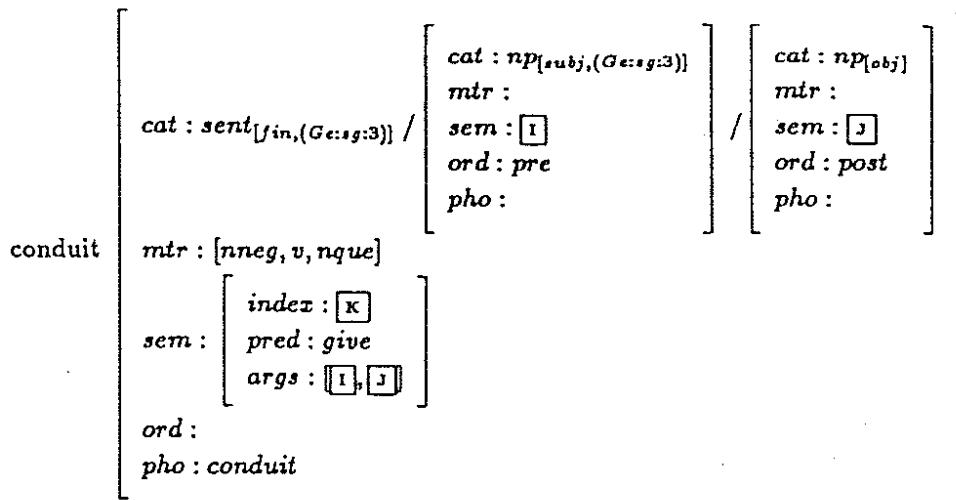 cat : np[subj,(Ge:sg:3)]
mtr :
sem : I
ord : pre
pho :
cat : np[obj]
mtr :
sem : J
ord : post
pho :
cat : sent[fin,(Ge:sg:3)] / /
conduit
mtr : [nneg, v, nque]
sem :
index : K
pred : give
args : [I, J]
ord :
pho : conduit